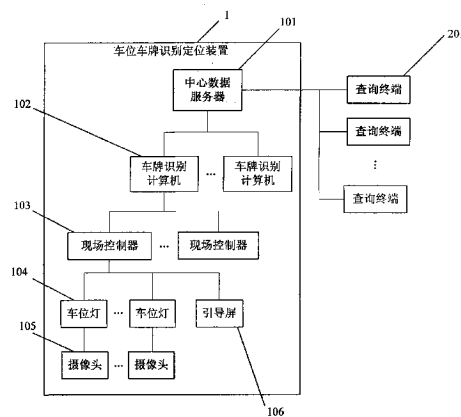 1
车位车牌识别定位装置
101
中心数据
服务器
201
查询终端
查询终端
⋮
查询终端
102
车牌识别
计算机
...
车牌识别
计算机
103
现场控制器
...
现场控制器
104
车位灯
...
车位灯
引导屏
105
摄像头
...
摄像头
106